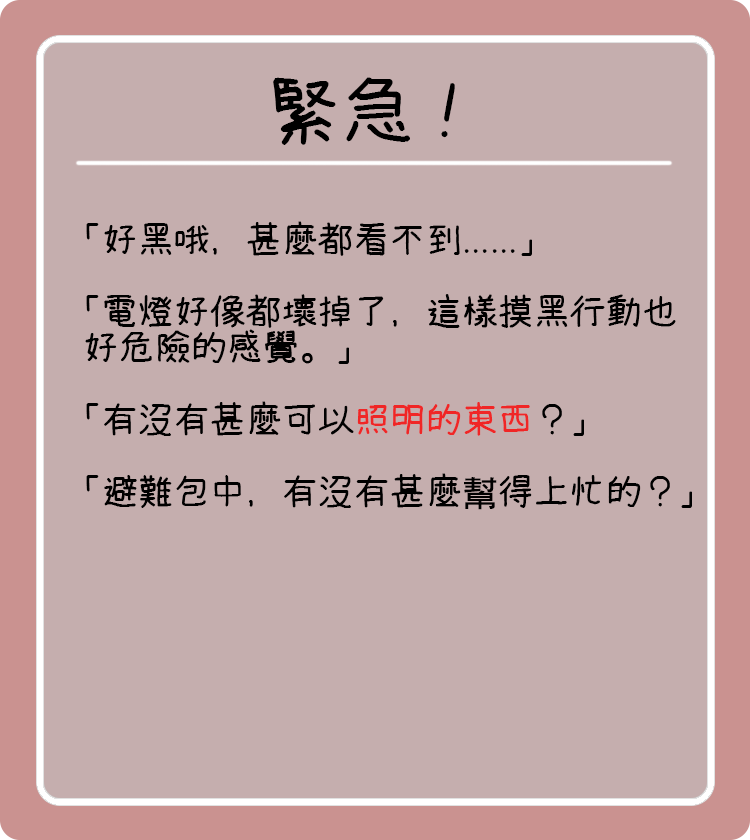 緊急！
「好黑哦，甚麼都看不到......」
「電燈好像都壞掉了，這樣摸黑行動也
好危險的感覺。」
「有沒有甚麼可以照明的東西？」
「避難包中，有沒有甚麼幫得上忙的？」